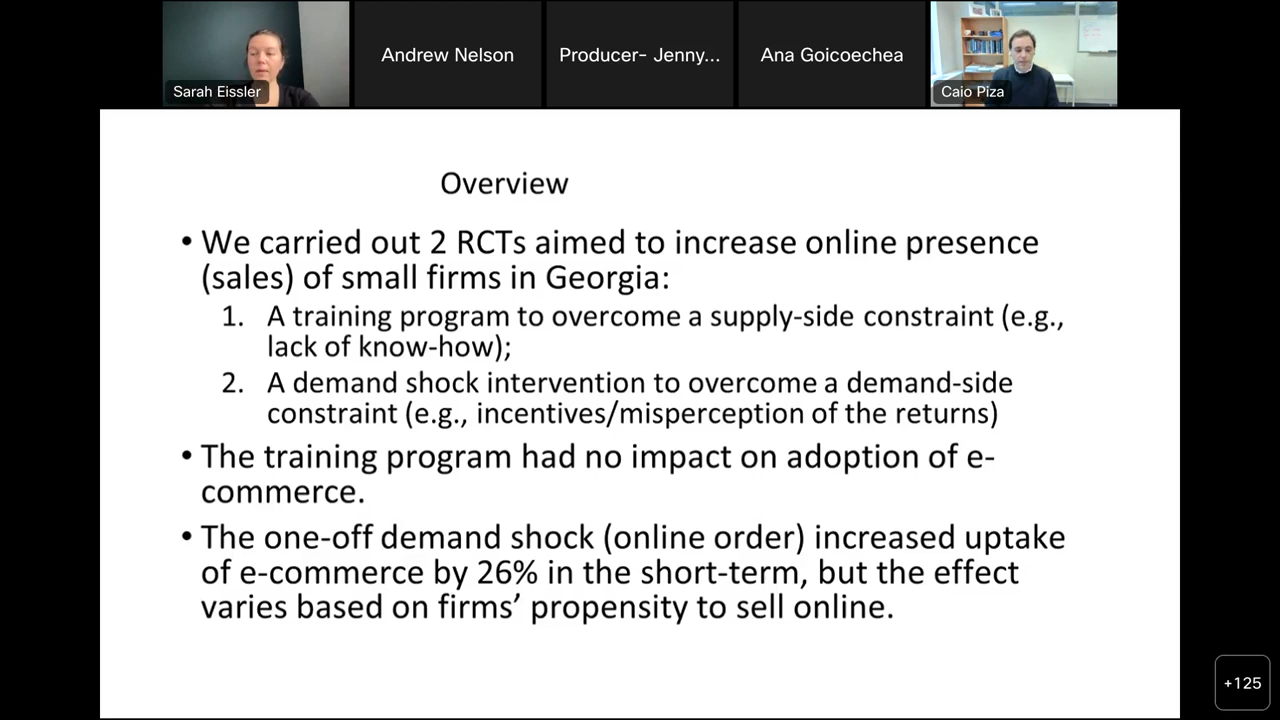 Sarah Eissler
Andrew Nelson
Producer- Jenny...
Ana Goicoechea
Caio Piza
Overview
• We carried out 2 RCTs aimed to increase online presence
(sales) of small firms in Georgia:
1. A training program to overcome a supply-side constraint (e.g.,
lack of know-how);
2. A demand shock intervention to overcome a demand-side
constraint (e.g., incentives/misperception of the returns)
• The training program had no impact on adoption of e-
commerce.
• The one-off demand shock (online order) increased uptake
of e-commerce by 26% in the short-term, but the effect
varies based on firms’ propensity to sell online.
+125